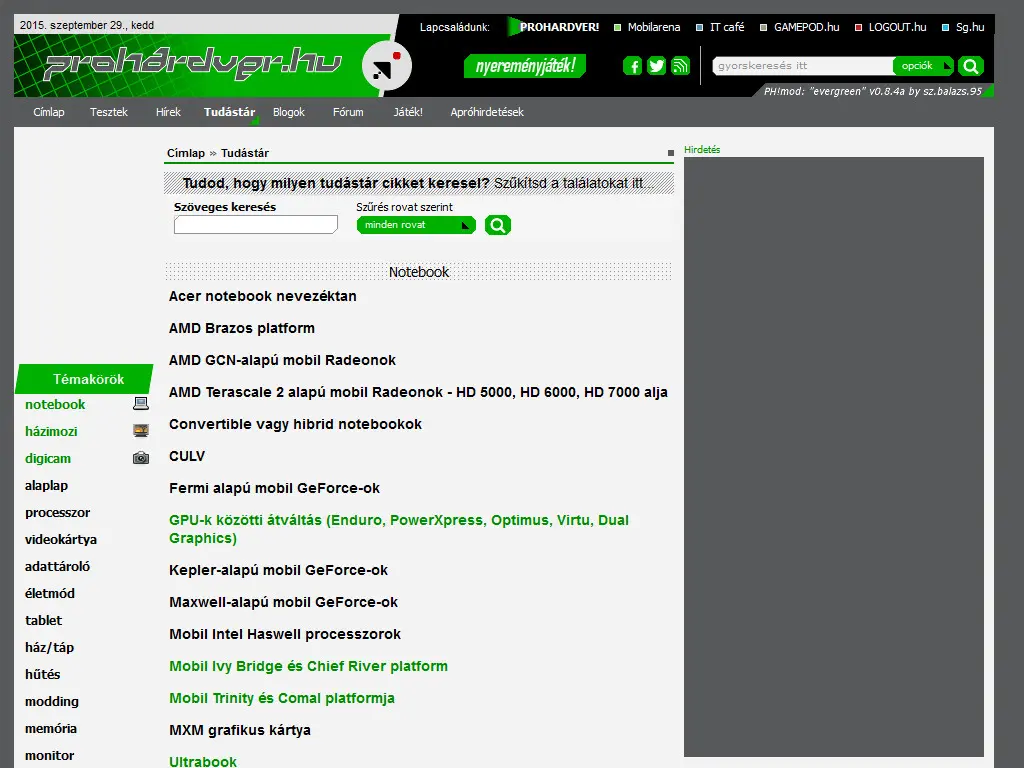 2015. szeptember 29., kedd
Lapcsaládunk:
PROHARDVER!
Mobilarena
IT café
GAMEPOD.hu
LOGOUT.hu
Sg.hu
prohardver.hu
nyereményjáték!
gyorskeresés itt
opciók
PH!mod: "evergreen" v0.8.4a by sz.balazs.95
Címlap
Tesztek
Hírek
Tudástár
Blogok
Fórum
Játék!
Apróhirdetések
Címlap » Tudástár
Hirdetés
Tudod, hogy milyen tudástár cikket keresel? Szűkítsd a találatokat itt...
Szöveges keresés
Szűrés rovat szerint
minden rovat
Notebook
Acer notebook nevezéktan
AMD Brazos platform
AMD GCN-alapú mobil Radeonok
AMD Terascale 2 alapú mobil Radeonok - HD 5000, HD 6000, HD 7000 alja
Convertible vagy hibrid notebookok
CULV
Fermi alapú mobil GeForce-ok
GPU-k közötti átváltás (Enduro, PowerXpress, Optimus, Virtu, Dual
Graphics)
Kepler-alapú mobil GeForce-ok
Maxwell-alapú mobil GeForce-ok
Mobil Intel Haswell processzorok
Mobil Ivy Bridge és Chief River platform
Mobil Trinity és Comal platformja
MXM grafikus kártya
Ultrabook
Témakörök
notebook
házimozi
digicam
alaplap
processzor
videokártya
adattároló
életmód
tablet
ház/táp
hűtés
modding
memória
monitor